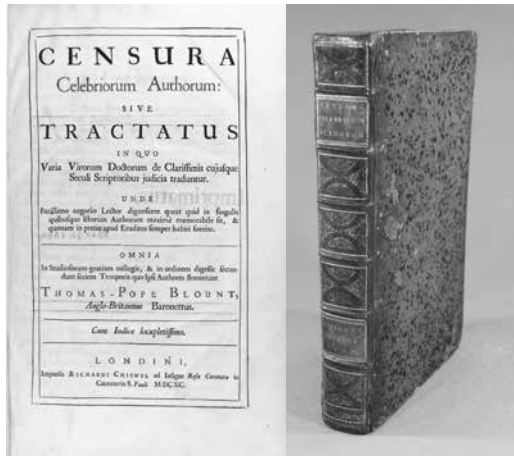 CENSURA
Celebriorum Authorum:
SIVE
TRACTATUS
IN QUO
Varia Virorum Doctorum de Clarissimis cujusque
Seculi Scriptoribus judicia traduntur.
UNDE
Facillimo negotio Lector dignoscere queat quid in singulis
quibusque istorum Authorum maximè memorabile sit, &
quonam in pretio apud Eruditos semper habiti fuerint.
OMNIA
In Studiosorum gratiam collegit, & in ordinem digessit secun-
dum seriem Temporis quo ipsi Authores floruerunt
THOMAS-POPE BLOUNT,
Anglo-Britannus Baronettus.
Cum Indice locupletissimo.
LONDINI,
Impensis RICHARDI CHISWEL ad Insigne Rosæ Coronatæ in
Cœmeterio S. Pauli MDCXC.